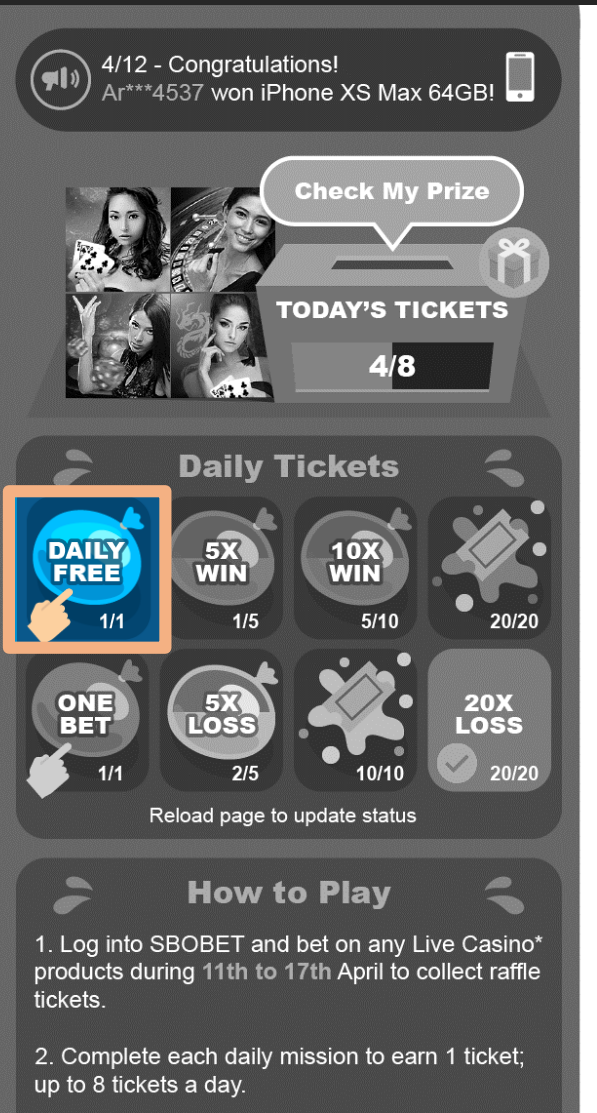 4/12 - Congratulations!
Ar***4537 won iPhone XS Max 64GB!
Check My Prize
TODAY'S TICKETS
4/8
Daily Tickets
DAILY
FREE
1/1
5X
WIN
1/5
10X
WIN
5/10
20/20
ONE
BET
1/1
5X
LOSS
2/5
10/10
20X
LOSS
20/20
Reload page to update status
How to Play
1. Log into SBOBET and bet on any Live Casino*
products during 11th to 17th April to collect raffle
tickets.
2. Complete each daily mission to earn 1 ticket;
up to 8 tickets a day.